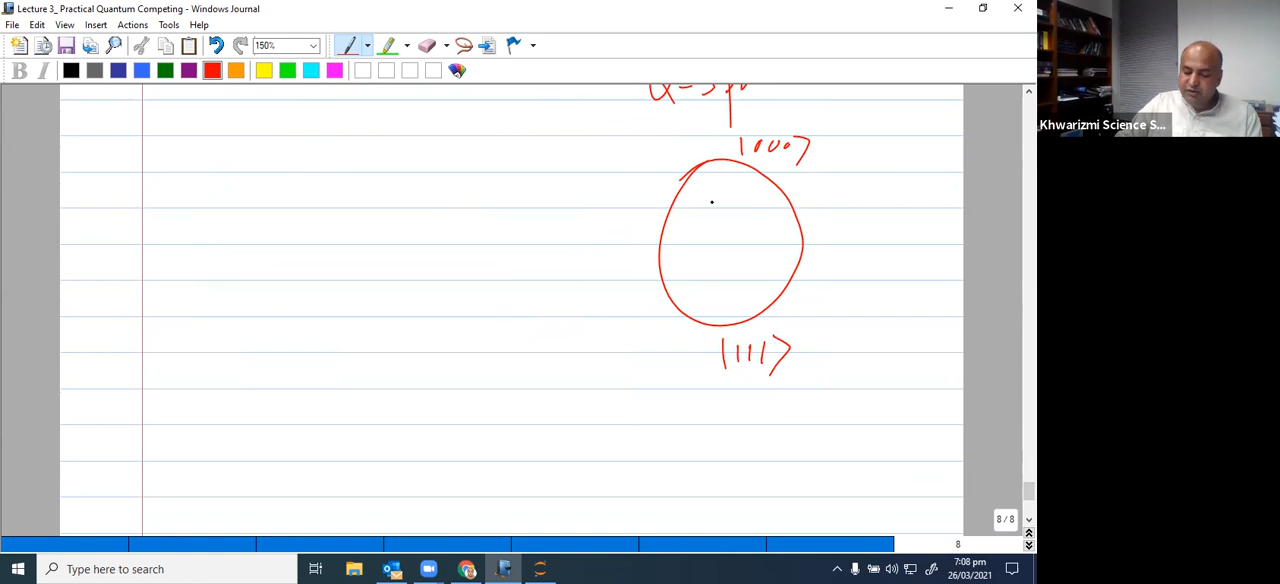 Lecture 3_ Practical Quantum Competing - Windows Journal
File Edit View Insert Actions Tools Help
150%
B I
|000⟩
|111⟩
Khwarizmi Science S...
8 / 8
8
Type here to search
7:08 pm
26/03/2021